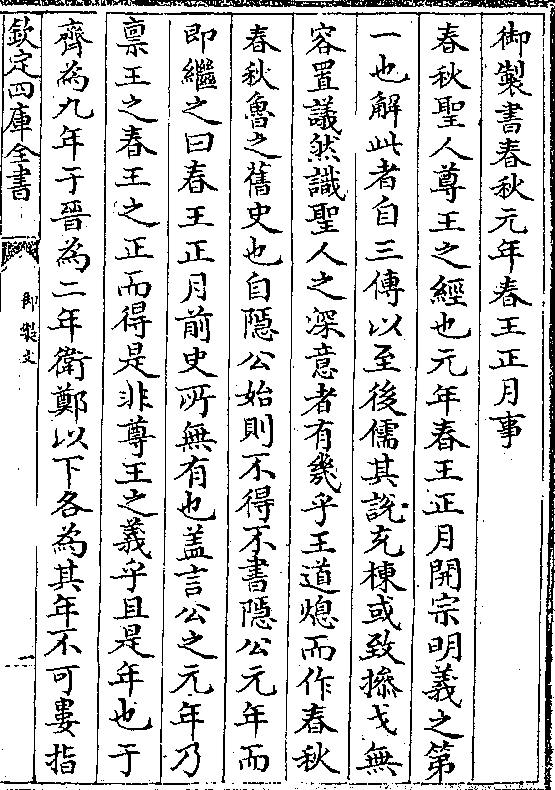 御製書春秋元年春王正月事
春秋聖人尊王之經也元年春王正月開宗明義之第
一也解此者自三傳以至後儒其說充棟或致操戈無
容置議然識聖人之深意者有幾乎王道熄而作春秋
春秋魯之舊史也自隱公始則不得不書隱公元年而
即繼之曰春王正月前史所無有也盖言公之元年乃
禀王之春王之正而得是非尊王之義乎且是年也于
齊為九年于晉為二年衛鄭以下各為其年不可婁指
欽定四庫全書
御製文
一